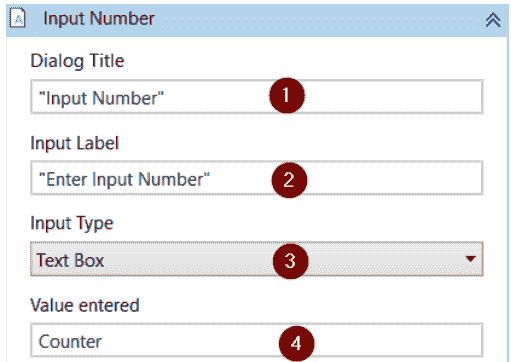 Input Number
Dialog Title
"Input Number" 1
Input Label
"Enter Input Number" 2
Input Type
Text Box 3
Value entered
Counter 4